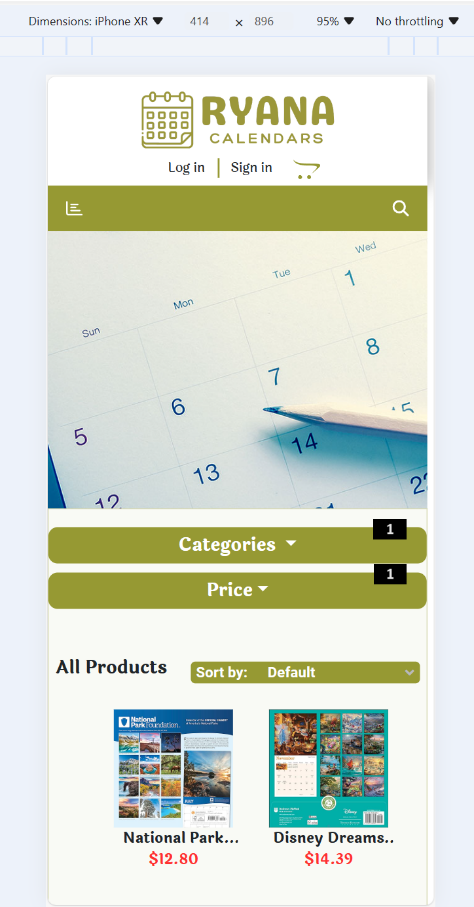 Dimensions: iPhone XR 414 × 896 95% No throttling
RYANA
CALENDARS
Log in Sign in
Wed
Tue
Mon
Sun
1
8
7
6
5
15
14
13
12
22
1
Categories
1
Price
All Products
Sort by: Default
National
Park Foundation
National Park...
Disney Dreams..
$12.80
$14.39